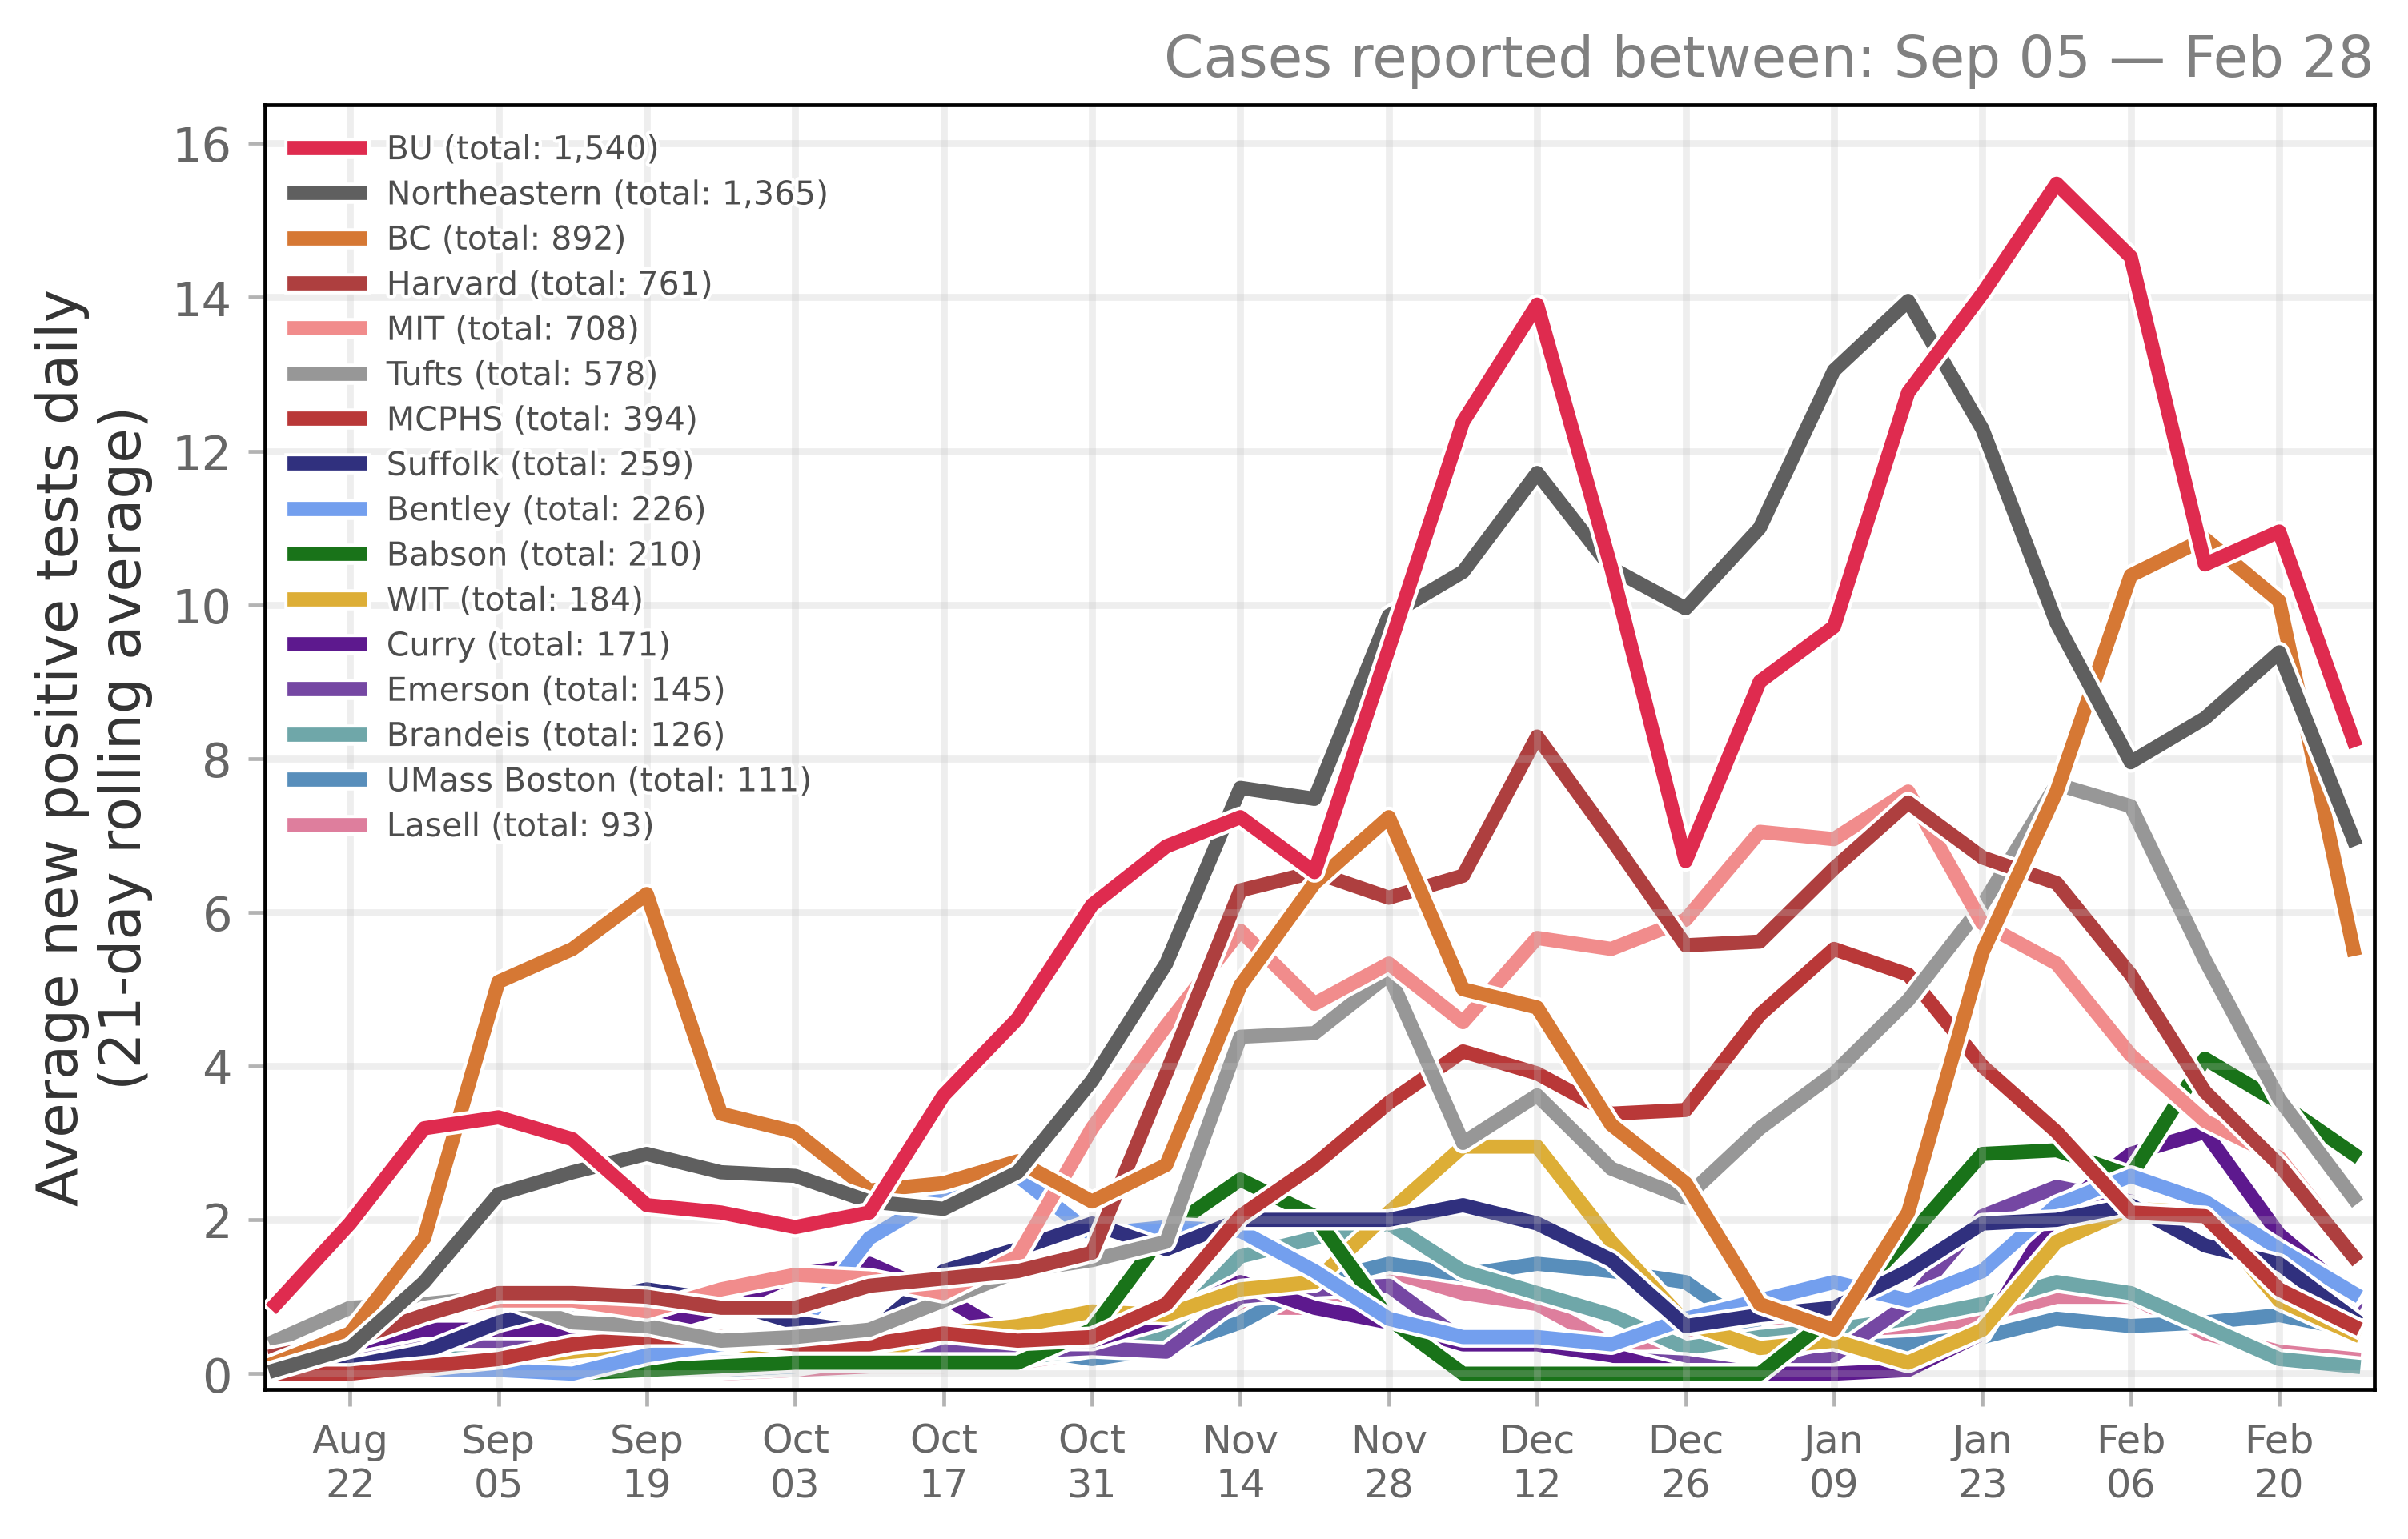 Cases reported between: Sep 05 — Feb 28
Average new positive tests daily
(21-day rolling average)
16
14
12
10
8
6
4
2
0
BU (total: 1,540)
Northeastern (total: 1,365)
BC (total: 892)
Harvard (total: 761)
MIT (total: 708)
Tufts (total: 578)
MCPHS (total: 394)
Suffolk (total: 259)
Bentley (total: 226)
Babson (total: 210)
WIT (total: 184)
Curry (total: 171)
Emerson (total: 145)
Brandeis (total: 126)
UMass Boston (total: 111)
Lasell (total: 93)
Aug
22
Sep
05
Sep
19
Oct
03
Oct
17
Oct
31
Nov
14
Nov
28
Dec
12
Dec
26
Jan
09
Jan
23
Feb
06
Feb
20